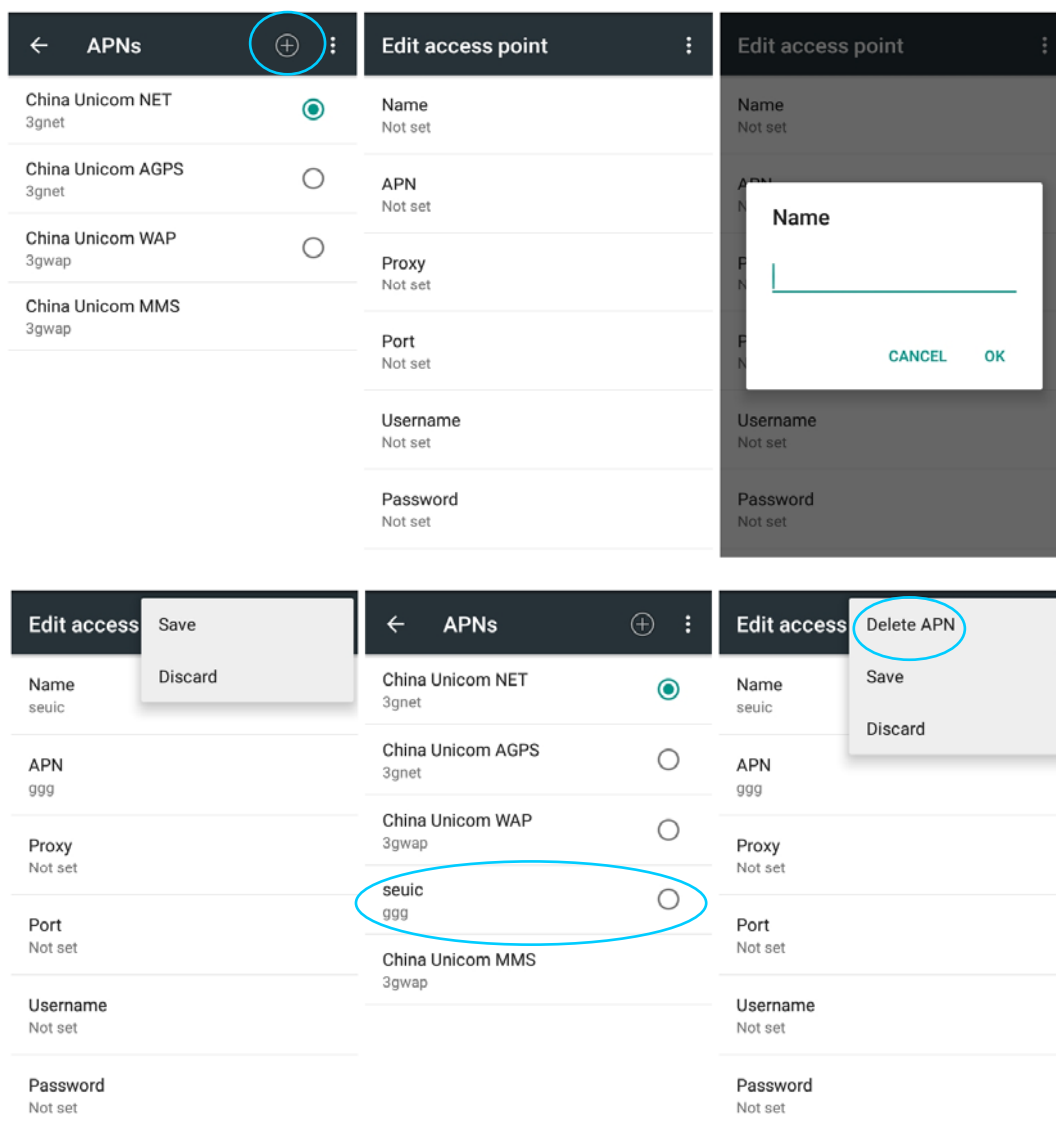 APNs
China Unicom NET
3gnet
China Unicom AGPS
3gnet
China Unicom WAP
3gwap
China Unicom MMS
3gwap
Edit access point
Name
Not set
APN
Not set
Proxy
Not set
Port
Not set
Username
Not set
Password
Not set
Edit access point
Name
Not set
Name
CANCEL OK
Username
Not set
Password
Not set
Edit access
Save
Discard
Name
seuic
APN
ggg
Proxy
Not set
Port
Not set
Username
Not set
Password
Not set
APNs
China Unicom NET
3gnet
China Unicom AGPS
3gnet
China Unicom WAP
3gwap
seuic
ggg
China Unicom MMS
3gwap
Edit access
Delete APN
Save
Discard
Name
seuic
APN
ggg
Proxy
Not set
Port
Not set
Username
Not set
Password
Not set